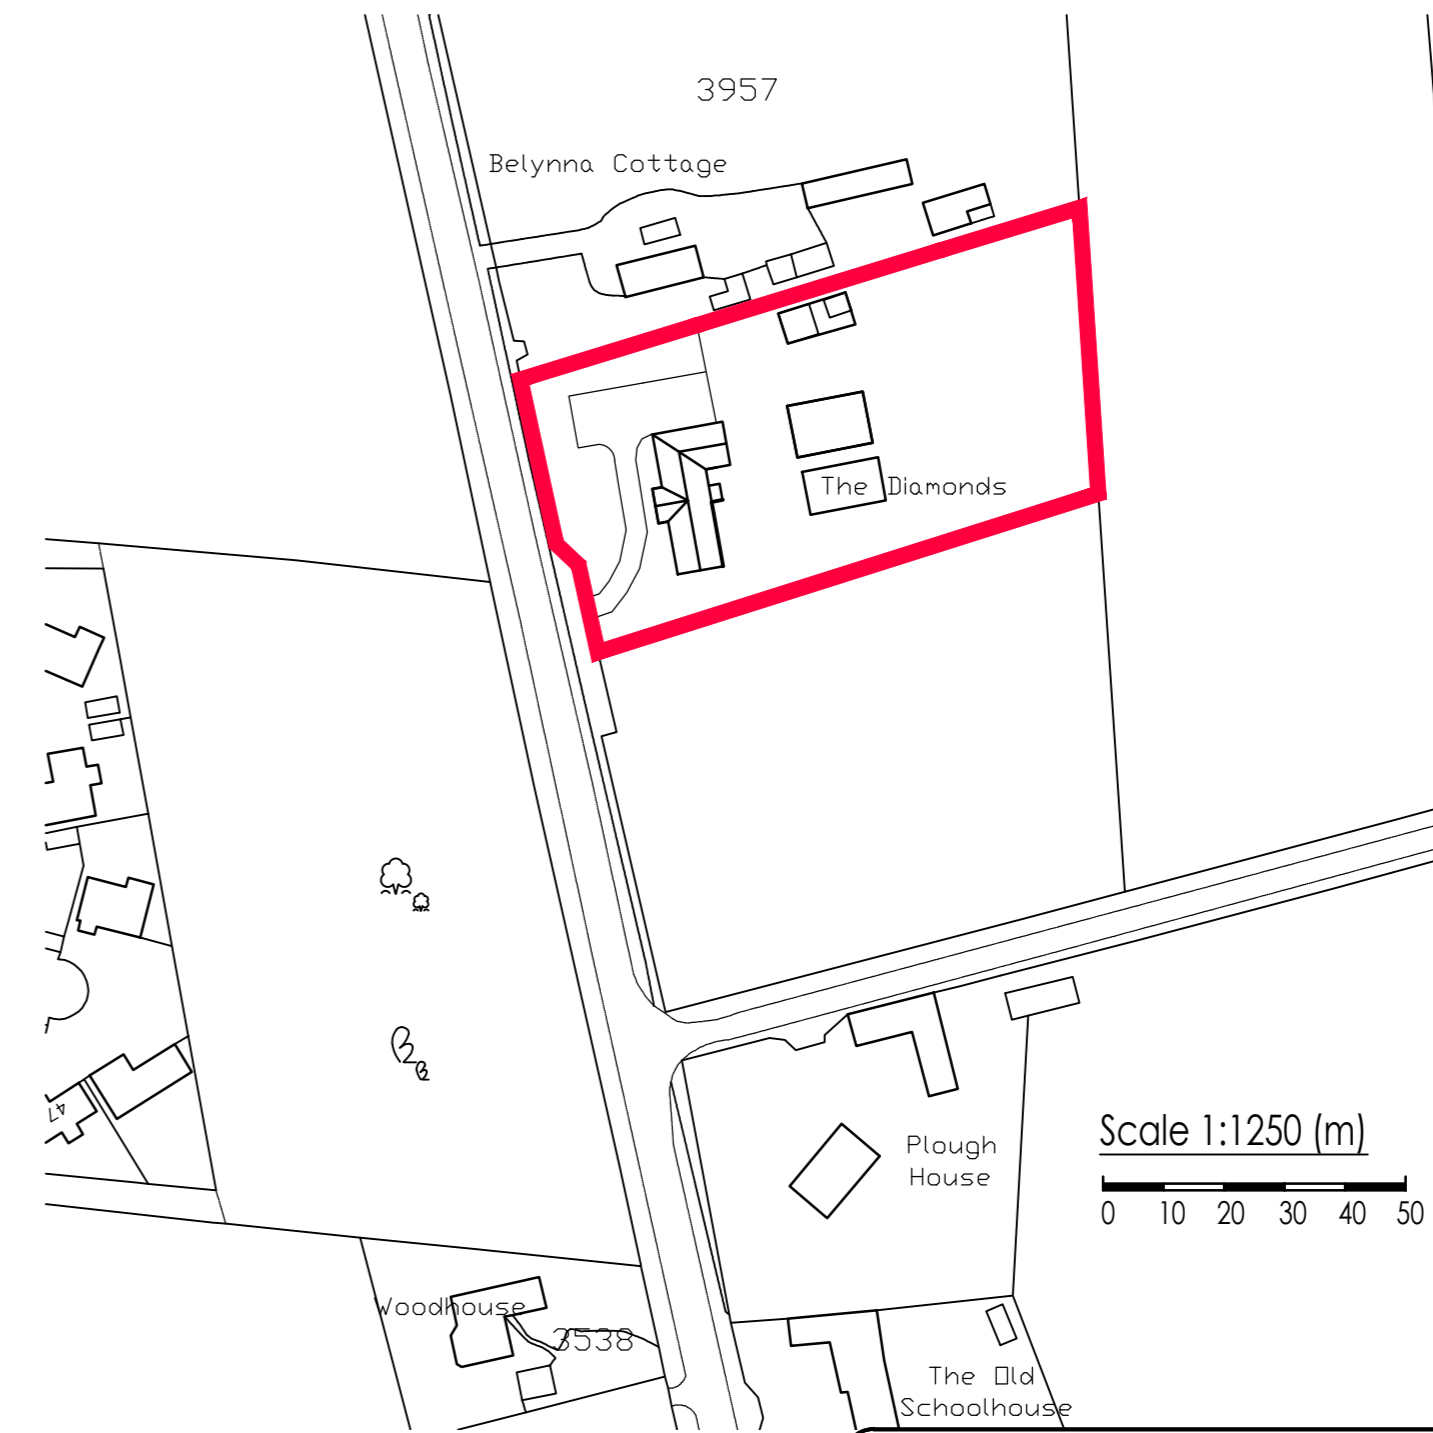 3957
Belynna Cottage
The Diamonds
47
Plough
House
Scale 1:1250 (m)
0 10 20 30 40 50
Woodhouse
3538
The Old
Schoolhouse